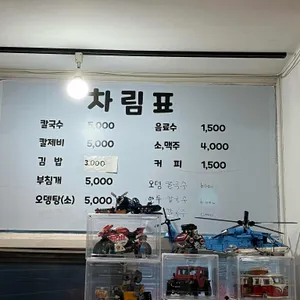 차림표
칼국수 5,000
칼제비 5,000
김 밥 3,000
부침개 5,000
오뎅탕(소) 5,000
음료수 1,500
소,맥주 4,000
커 피 1,500
오뎅